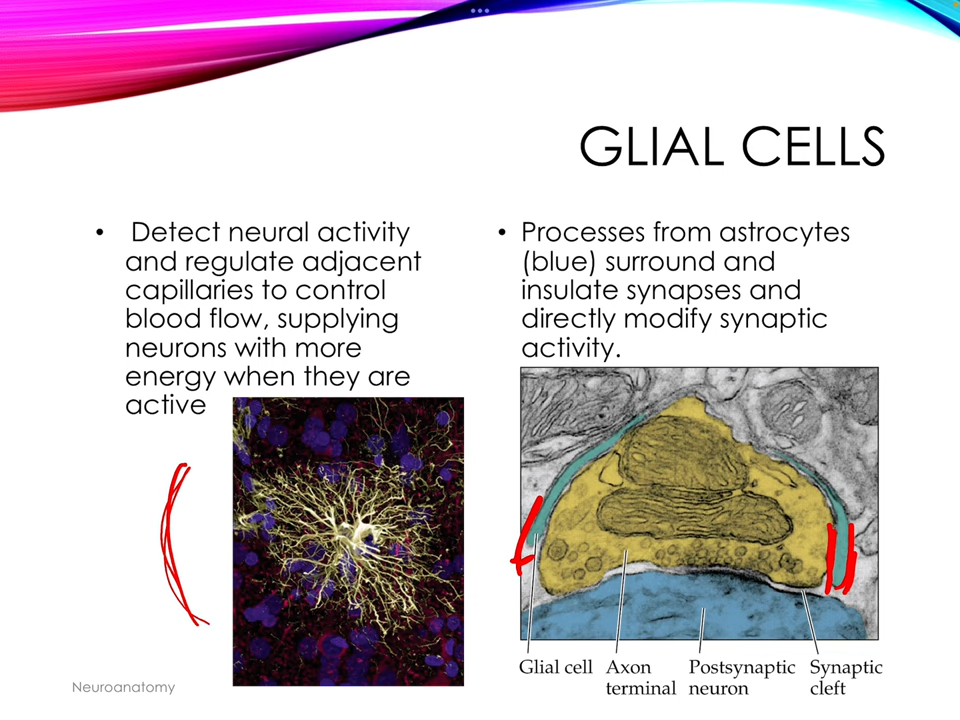 GLIAL CELLS
• Detect neural activity
and regulate adjacent
capillaries to control
blood flow, supplying
neurons with more
energy when they are
active
• Processes from astrocytes
(blue) surround and
insulate synapses and
directly modify synaptic
activity.
Glial cell
Axon
terminal
Postsynaptic
neuron
Synaptic
cleft
Neuroanatomy